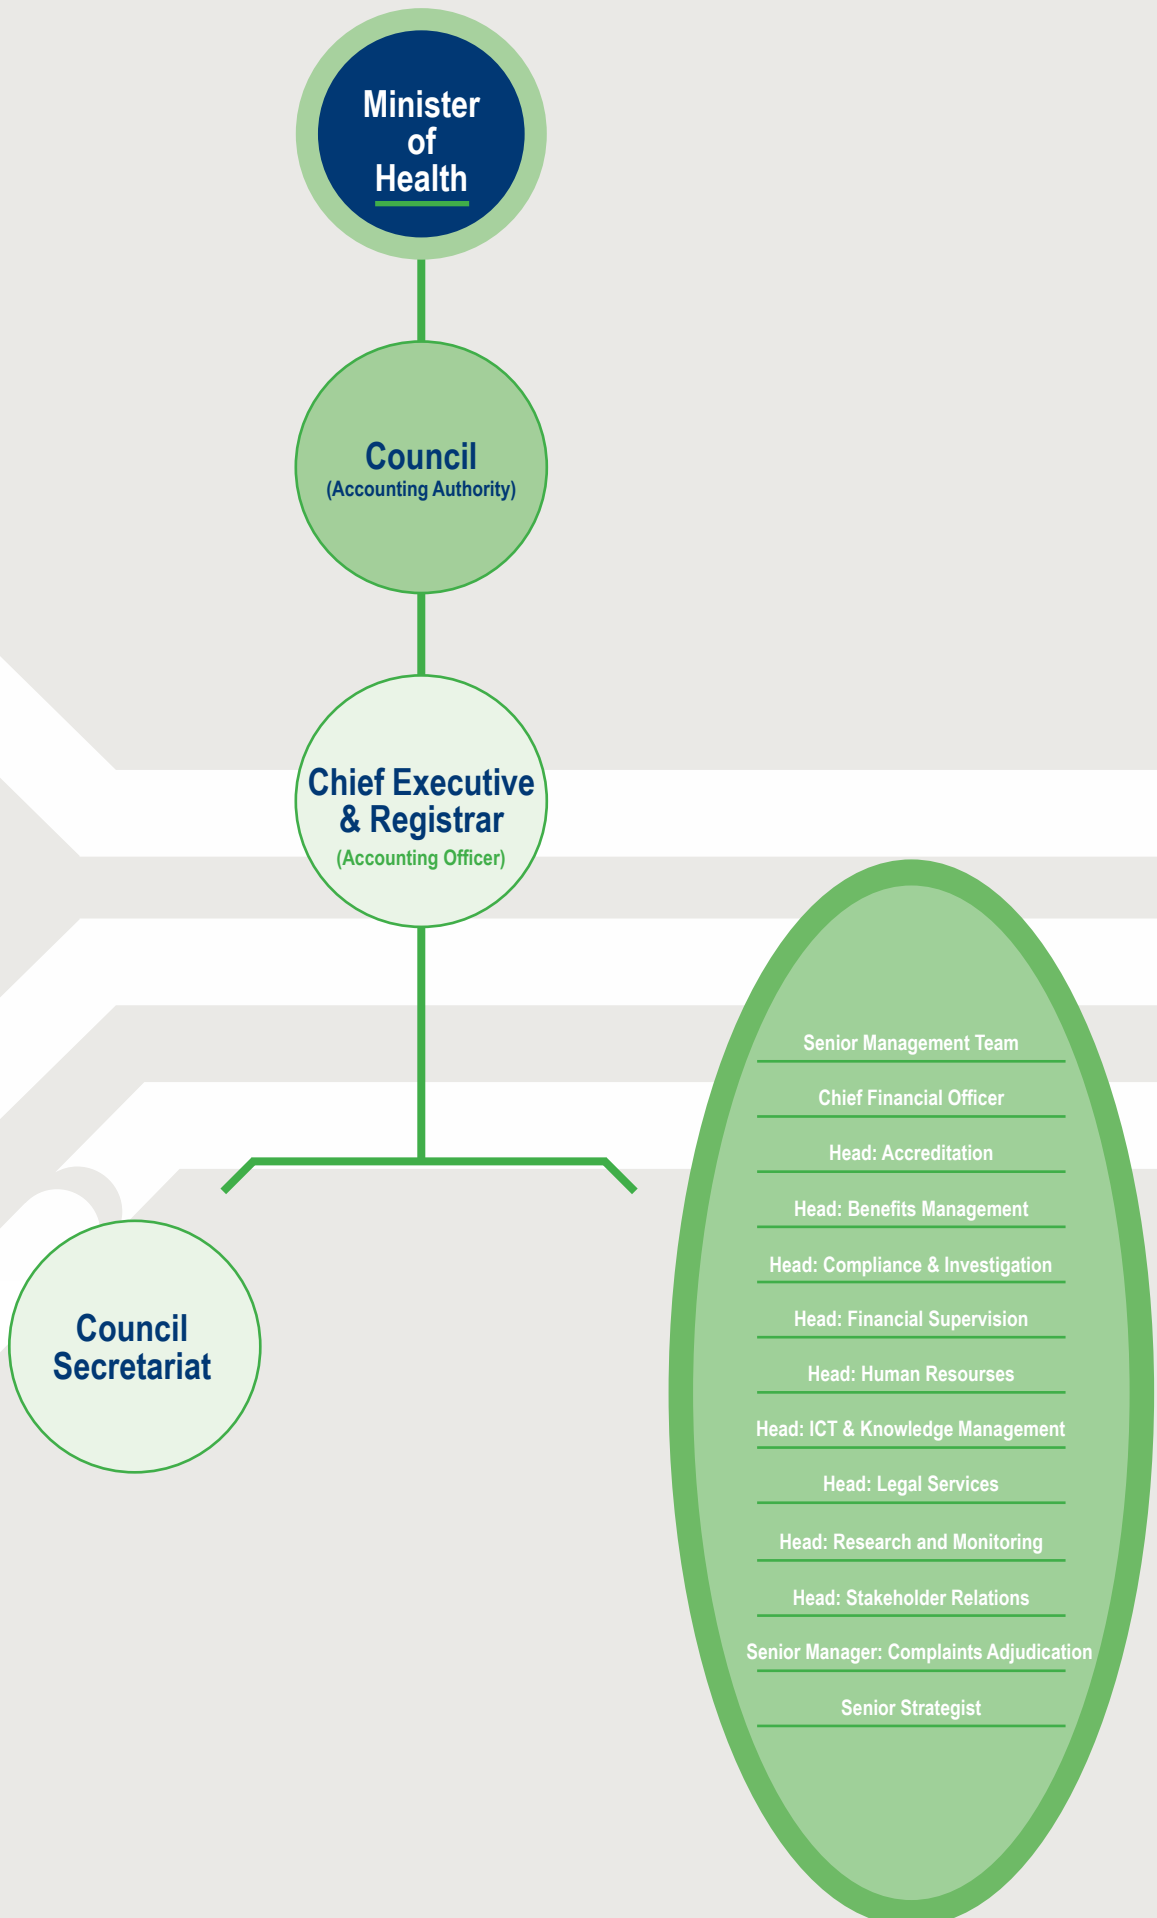 Minister
of
Health
Council
(Accounting Authority)
Chief Executive
& Registrar
(Accounting Officer)
Council
Secretariat
Senior Management Team
Chief Financial Officer
Head: Accreditation
Head: Benefits Management
Head: Compliance & Investigation
Head: Financial Supervision
Head: Human Resourses
Head: ICT & Knowledge Management
Head: Legal Services
Head: Research and Monitoring
Head: Stakeholder Relations
Senior Manager: Complaints Adjudication
Senior Strategist